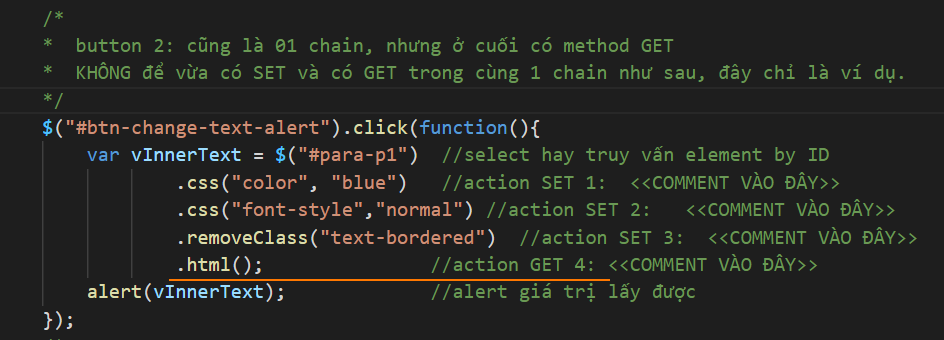 /*
* button 2: cũng là 01 chain, nhưng ở cuối có method GET
* KHÔNG để vừa có SET và có GET trong cùng 1 chain như sau, đây chỉ là ví dụ.
*/
$("#btn-change-text-alert").click(function(){
var vInnerText = $("#para-p1") //select hay truy vấn element by ID
.css("color", "blue") //action SET 1: <<COMMENT VÀO ĐÂY>>
.css("font-style","normal") //action SET 2: <<COMMENT VÀO ĐÂY>>
.removeClass("text-bordered") //action SET 3: <<COMMENT VÀO ĐÂY>>
.html(); //action GET 4: <<COMMENT VÀO ĐÂY>>
alert(vInnerText); //alert giá trị lấy được
});